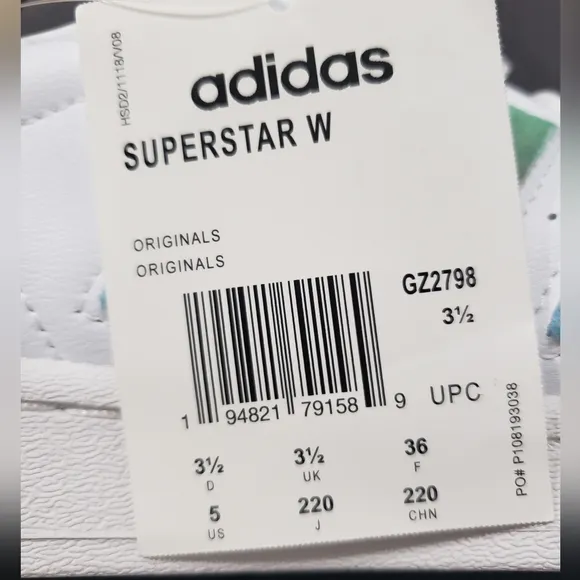 HSD2/1118/V08
adidas
SUPERSTAR W
ORIGINALS
ORIGINALS
GZ2798
3½
1 94821 79158 9 UPC
3½ 3½ 36
D UK F
5 220 220
US J CHN
PO# P108193038